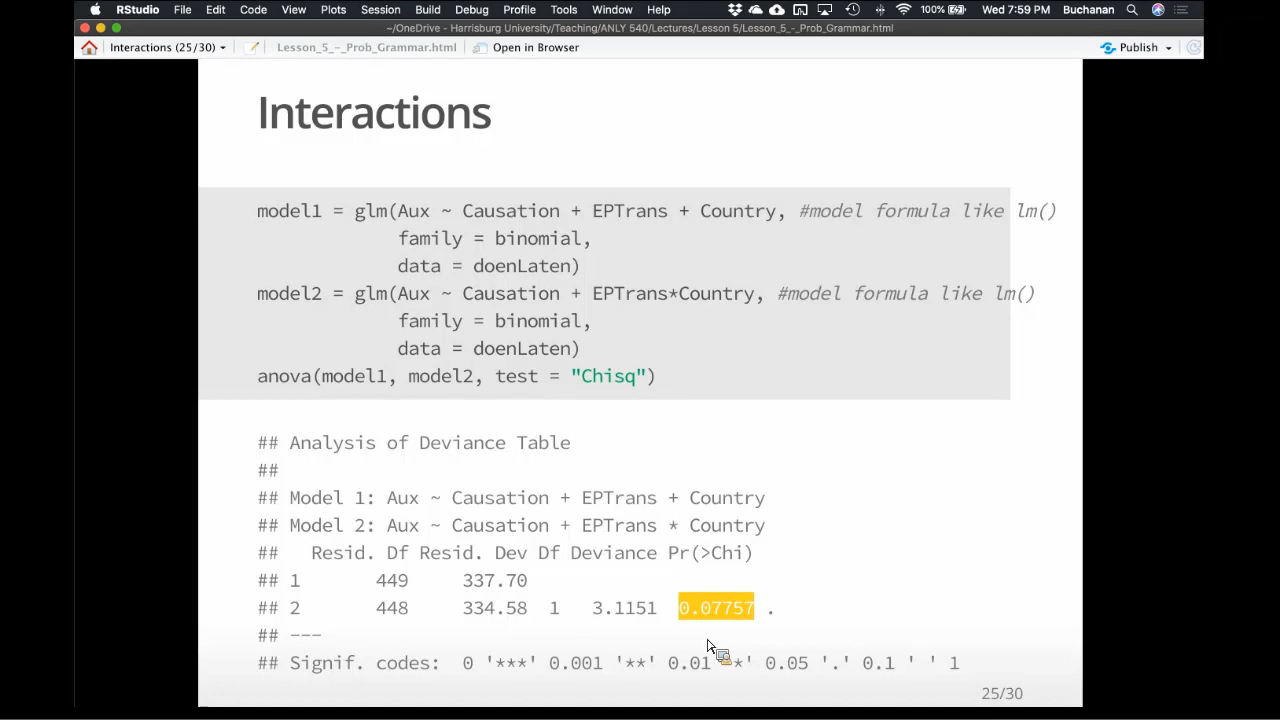 RStudio File Edit Code View Plots Session Build Debug Profile Tools Window Help 100% Wed 7:59 PM Buchanan
~/OneDrive - Harrisburg University/Teaching/ANLY 540/Lectures/Lesson 5/Lesson_5_-_Prob_Grammar.html
Interactions (25/30) Lesson_5_-_Prob_Grammar.html Open in Browser Publish
Interactions
model1 = glm(Aux ~ Causation + EPTrans + Country, #model formula like lm()
family = binomial,
data = doenLaten)
model2 = glm(Aux ~ Causation + EPTrans*Country, #model formula like lm()
family = binomial,
data = doenLaten)
anova(model1, model2, test = "Chisq")
## Analysis of Deviance Table
##
## Model 1: Aux ~ Causation + EPTrans + Country
## Model 2: Aux ~ Causation + EPTrans * Country
## Resid. Df Resid. Dev Df Deviance Pr(>Chi)
## 1 449 337.70
## 2 448 334.58 1 3.1151 0.07757 .
## ---
## Signif. codes: 0 '***' 0.001 '**' 0.01 '*' 0.05 '.' 0.1 ' ' 1
25/30